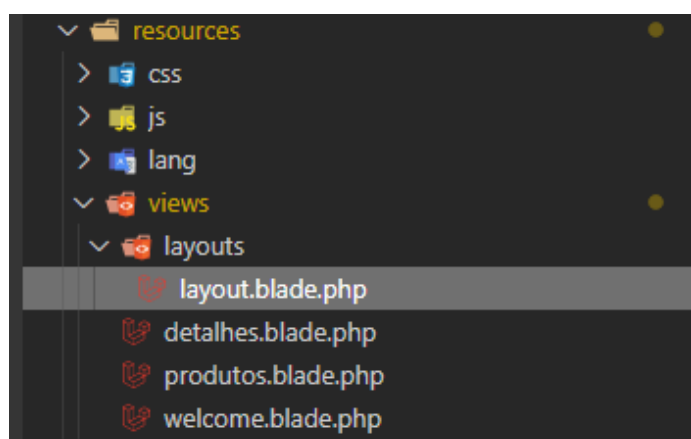 resources
css
js
lang
views
layouts
layout.blade.php
detalhes.blade.php
produtos.blade.php
welcome.blade.php